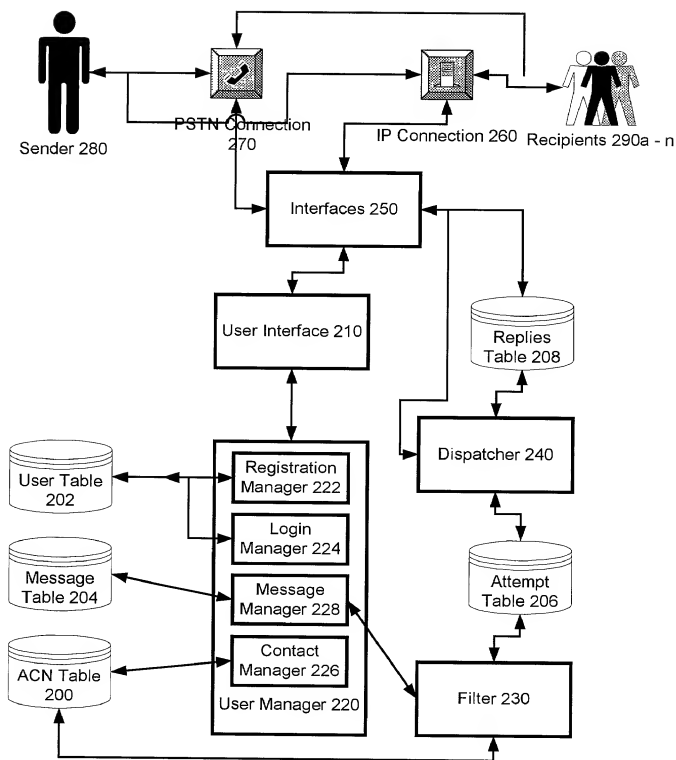 Sender 280
PSTN Connection
270
IP Connection 260
Recipients 290a - n
Interfaces 250
User Interface 210
Replies
Table 208
Dispatcher 240
User Table
202
Registration
Manager 222
Login
Manager 224
Message
Table 204
Message
Manager 228
Attempt
Table 206
ACN Table
200
Contact
Manager 226
User Manager 220
Filter 230